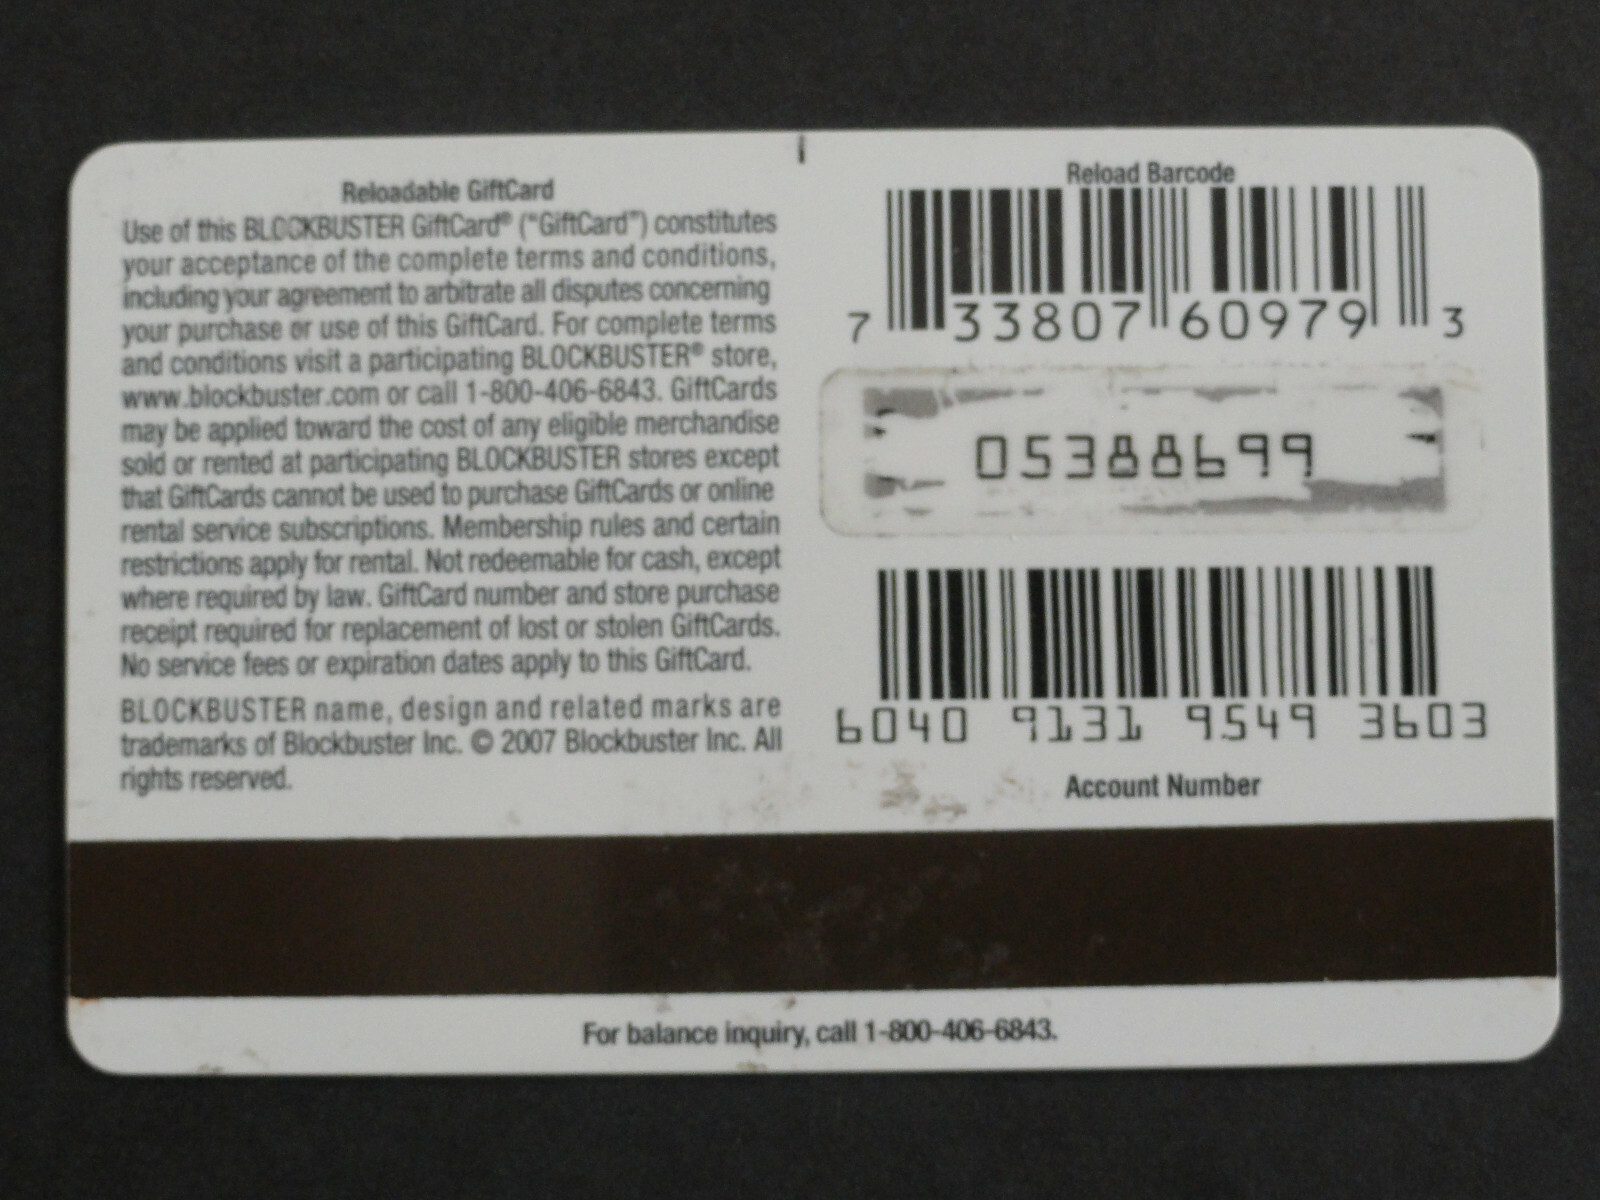 Reloadable GiftCard
Use of this BLOCKBUSTER GiftCard® ("GiftCard") constitutes
your acceptance of the complete terms and conditions,
including your agreement to arbitrate all disputes concerning
your purchase or use of this GiftCard. For complete terms
and conditions visit a participating BLOCKBUSTER® store,
www.blockbuster.com or call 1-800-406-6843. GiftCards
may be applied toward the cost of any eligible merchandise
sold or rented at participating BLOCKBUSTER stores except
that GiftCards cannot be used to purchase GiftCards or online
rental service subscriptions. Membership rules and certain
restrictions apply for rental. Not redeemable for cash, except
where required by law. GiftCard number and store purchase
receipt required for replacement of lost or stolen GiftCards.
No service fees or expiration dates apply to this GiftCard.
BLOCKBUSTER name, design and related marks are
trademarks of Blockbuster Inc. © 2007 Blockbuster Inc. All
rights reserved.
Reload Barcode
7 33807 60979 3
05388699
6040 9131 9549 3603
Account Number
For balance inquiry, call 1-800-406-6843.